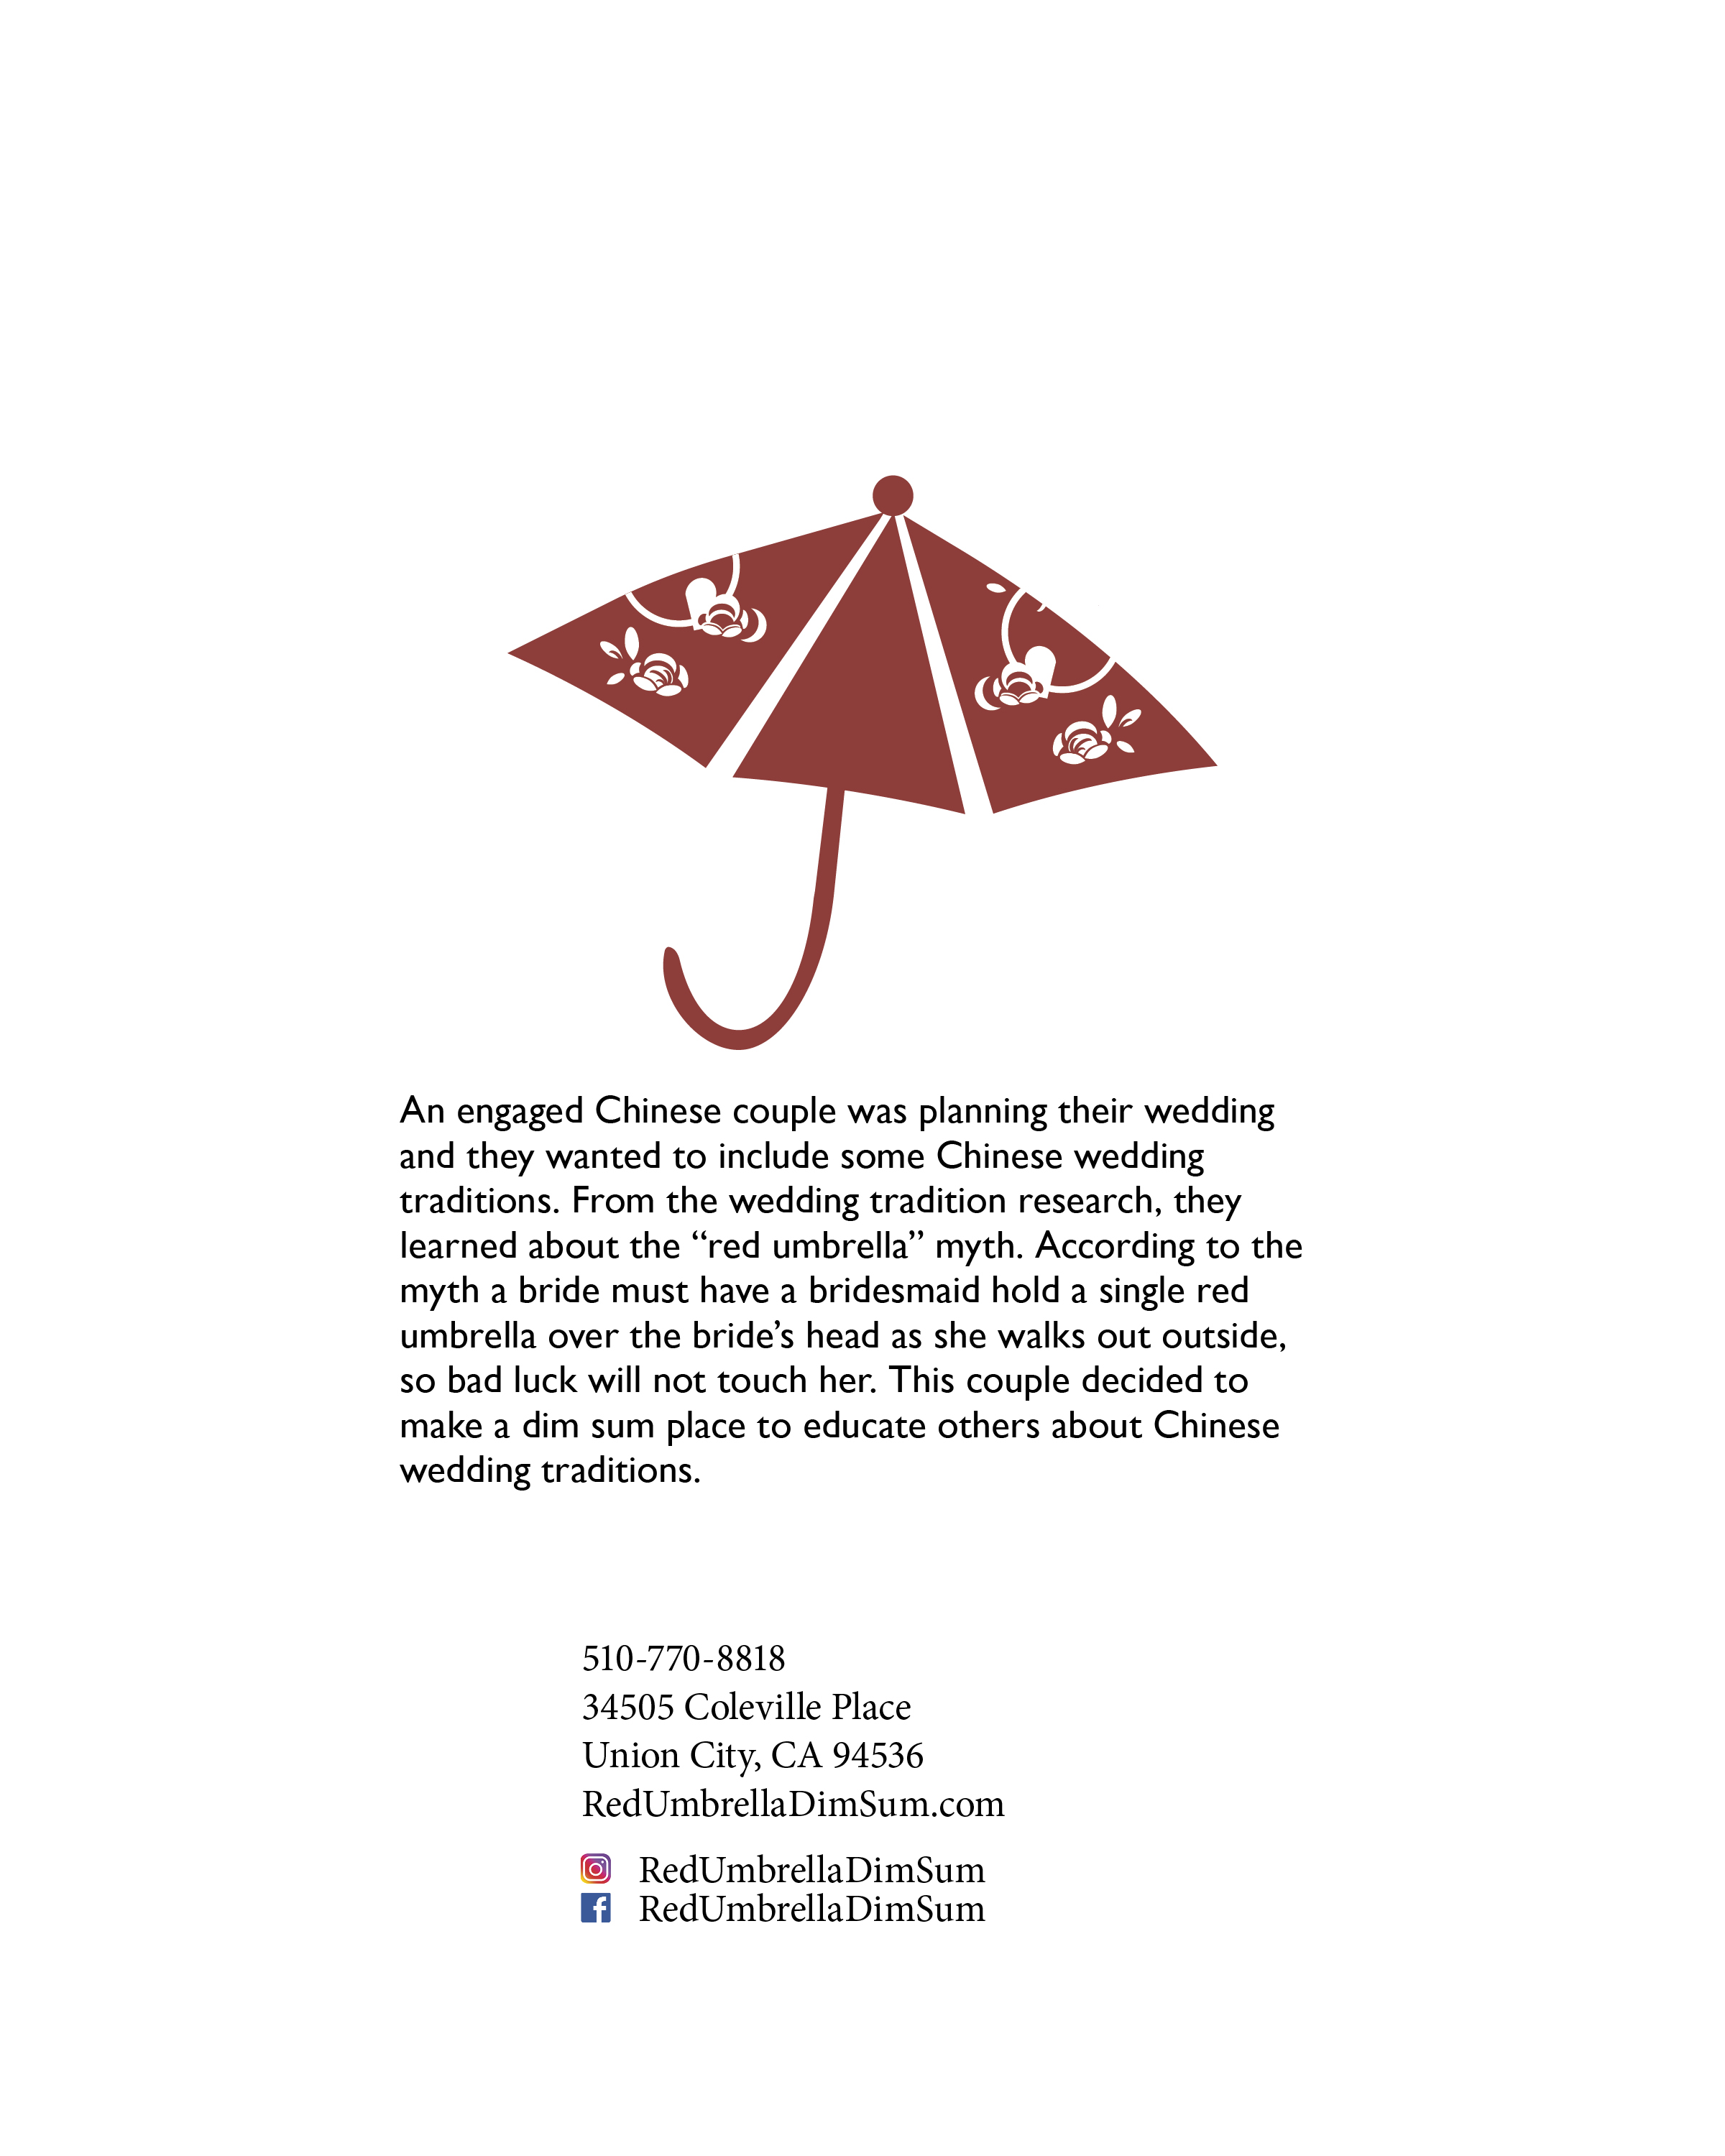 An engaged Chinese couple was planning their wedding
and they wanted to include some Chinese wedding
traditions. From the wedding tradition research, they
learned about the “red umbrella” myth. According to the
myth a bride must have a bridesmaid hold a single red
umbrella over the bride’s head as she walks out outside,
so bad luck will not touch her. This couple decided to
make a dim sum place to educate others about Chinese
wedding traditions.
510-770-8818
34505 Coleville Place
Union City, CA 94536
RedUmbrellaDimSum.com
RedUmbrellaDimSum
RedUmbrellaDimSum